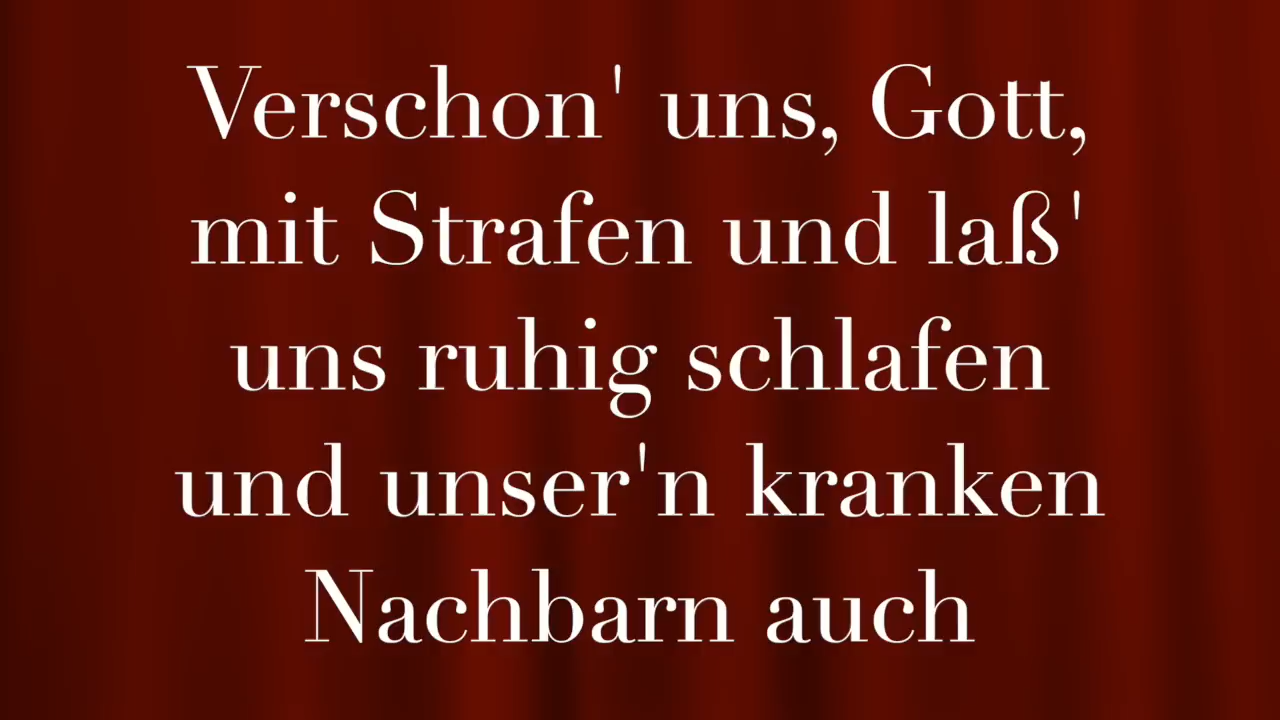 Verschon' uns, Gott,
mit Strafen und laß'
uns ruhig schlafen
und unser'n kranken
Nachbarn auch